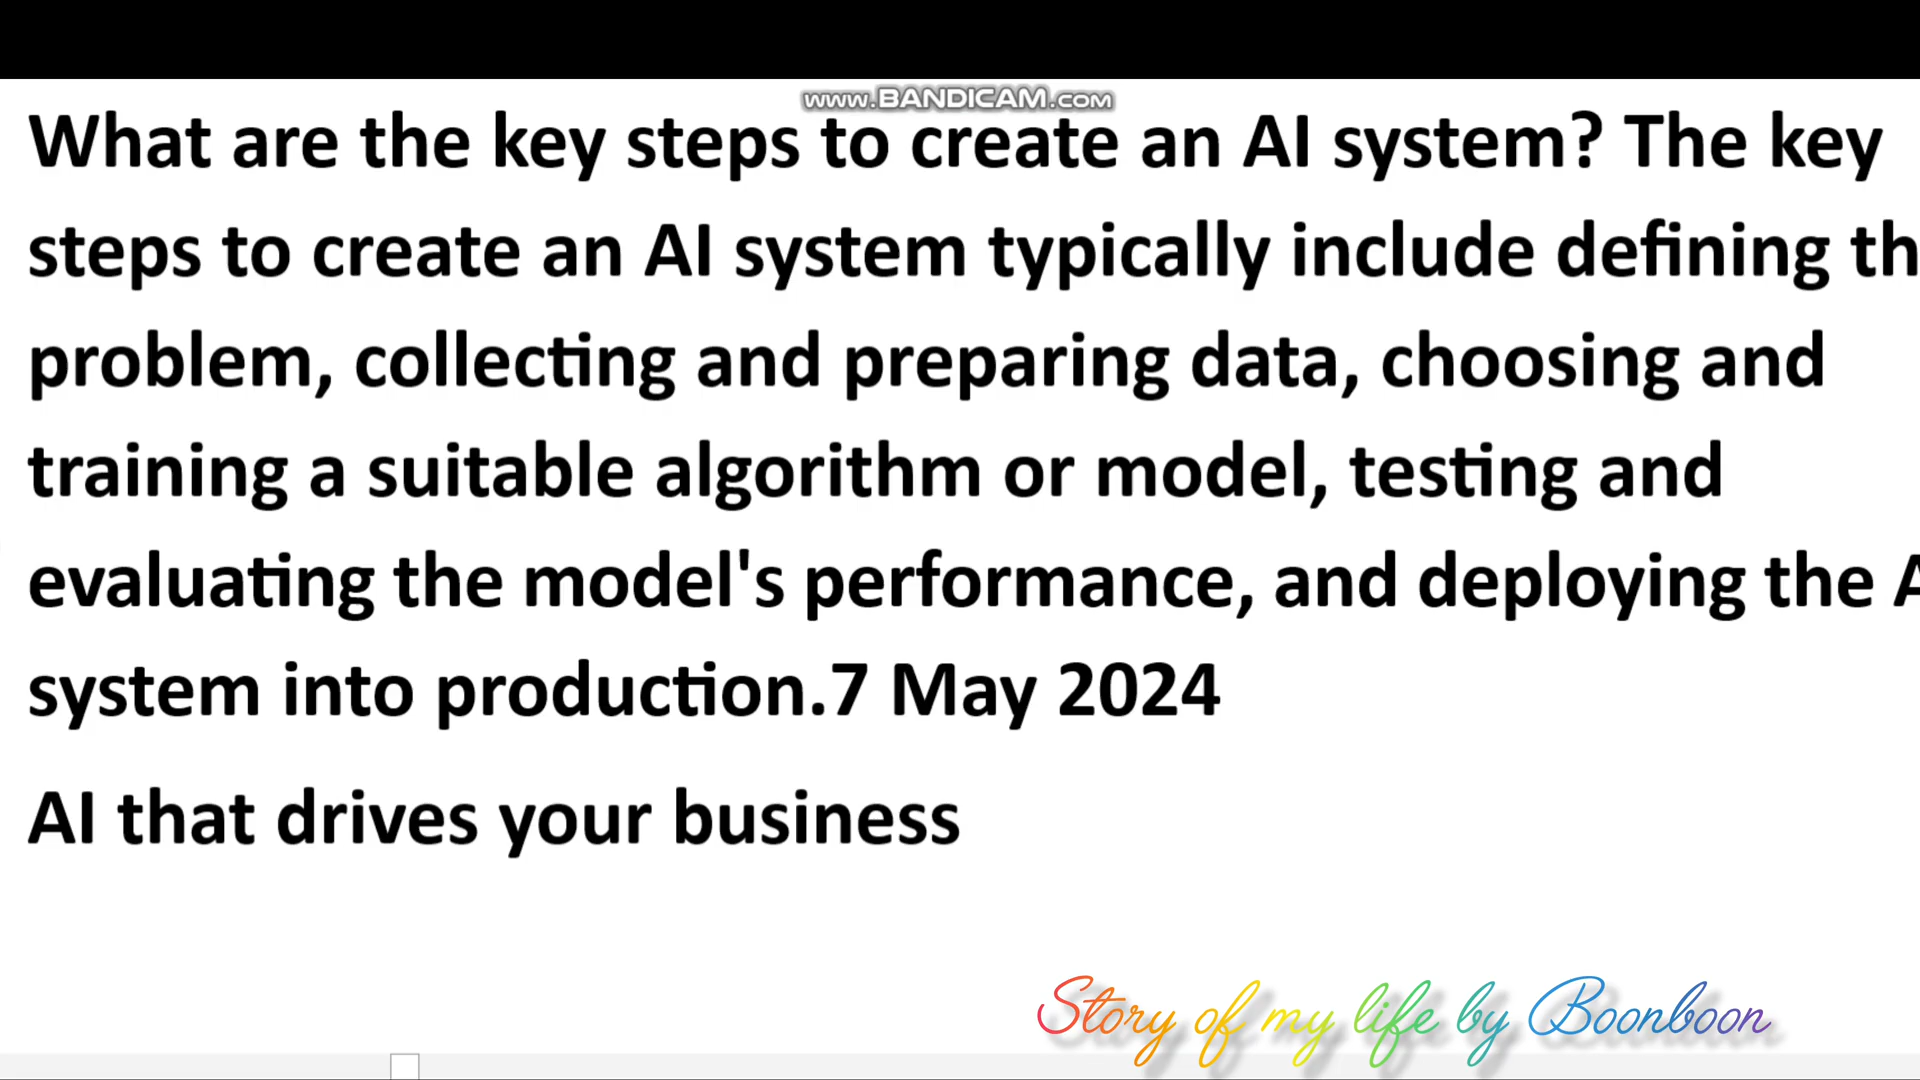 www.BANDICAM.com
What are the key steps to create an AI system? The key
steps to create an AI system typically include defining th
problem, collecting and preparing data, choosing and
training a suitable algorithm or model, testing and
evaluating the model's performance, and deploying the A
system into production.7 May 2024
AI that drives your business
Story of my life by Boonboon